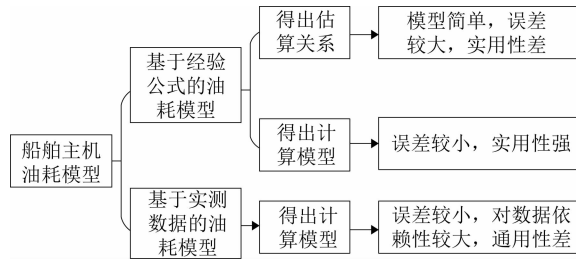 船舶主机
油耗模型
基于经验
公式的油
耗模型
得出估
算关系
模型简单，误差
较大，实用性差
得出计
算模型
误差较小，实用性强
基于实测
数据的油
耗模型
得出计
算模型
误差较小，对数据依
赖性较大，通用性差